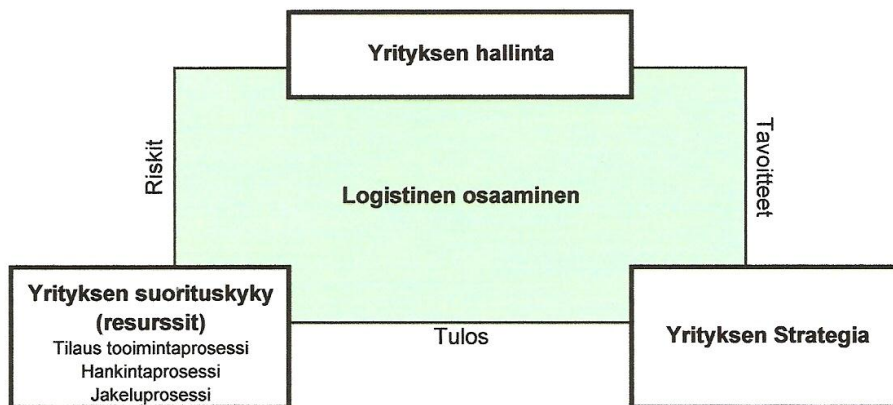 Yrityksen hallinta
Riskit
Tavoitteet
Logistinen osaaminen
Yrityksen suorituskyky
(resurssit)
Tilaus tooimintaprosessi
Hankintaprosessi
Jakeluprosessi
Tulos
Yrityksen Strategia